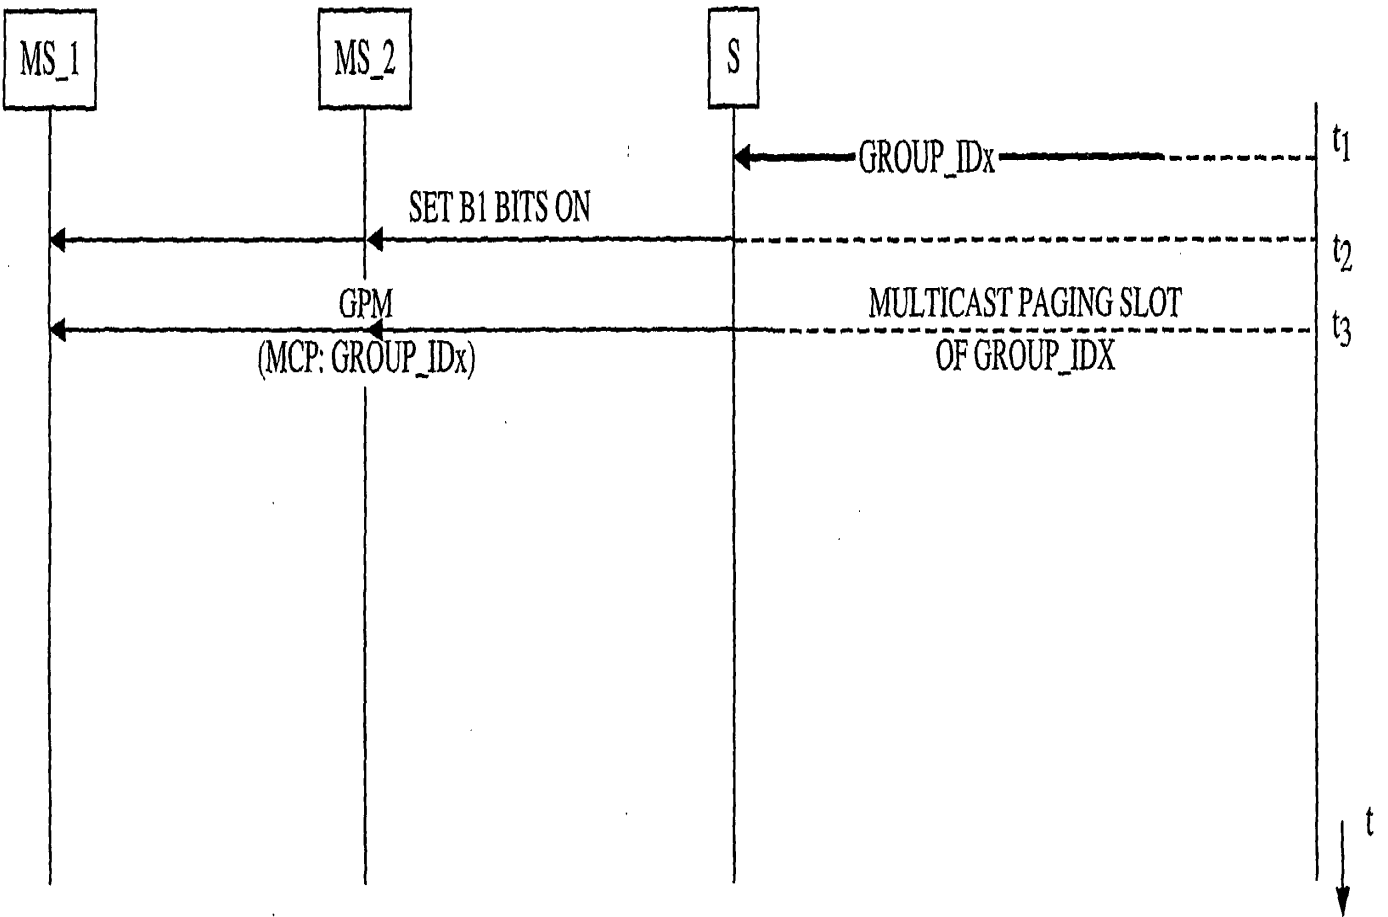 MS_1
MS_2
S
t1
GROUP_IDx
SET B1 BITS ON
t2
GPM
MULTICAST PAGING SLOT
t3
(MCP: GROUP_IDx)
OF GROUP_IDX
t